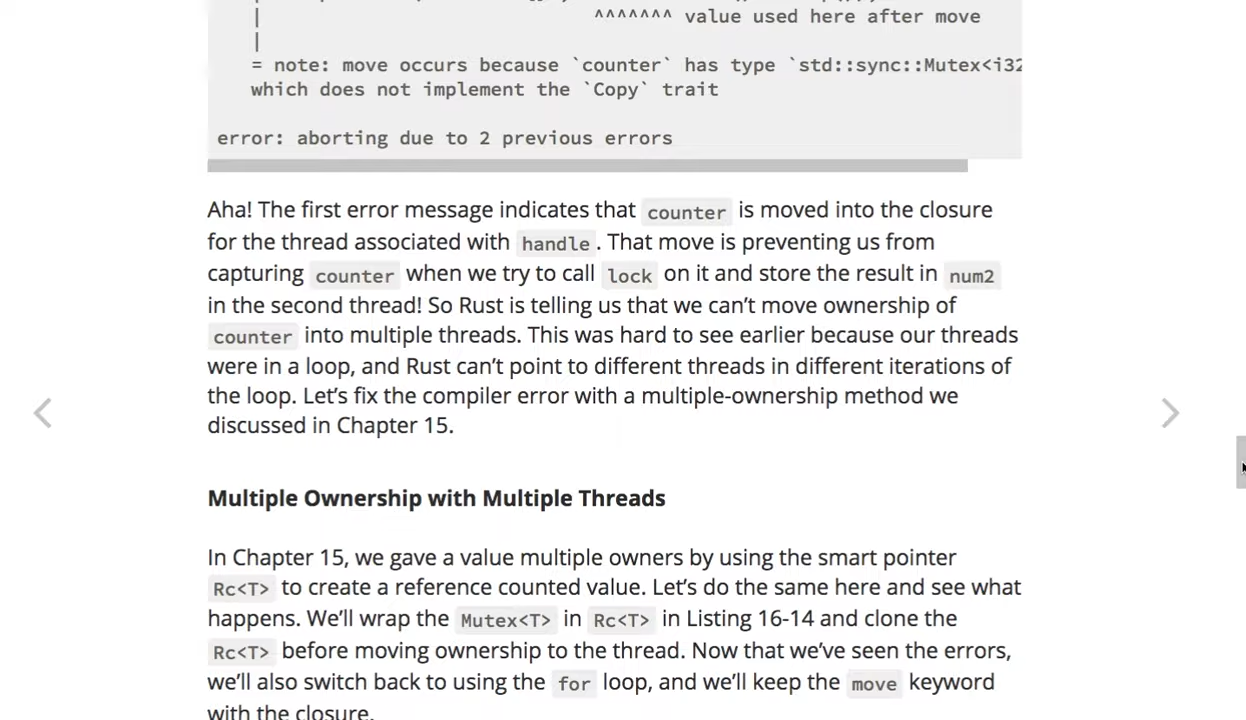 ^^^^^^^ value used here after move
= note: move occurs because `counter` has type `std::sync::Mutex<i32
which does not implement the `Copy` trait
error: aborting due to 2 previous errors
Aha! The first error message indicates that counter is moved into the closure
for the thread associated with handle. That move is preventing us from
capturing counter when we try to call lock on it and store the result in num2
in the second thread! So Rust is telling us that we can’t move ownership of
counter into multiple threads. This was hard to see earlier because our threads
were in a loop, and Rust can’t point to different threads in different iterations of
the loop. Let’s fix the compiler error with a multiple-ownership method we
discussed in Chapter 15.
Multiple Ownership with Multiple Threads
In Chapter 15, we gave a value multiple owners by using the smart pointer
Rc<T> to create a reference counted value. Let’s do the same here and see what
happens. We’ll wrap the Mutex<T> in Rc<T> in Listing 16-14 and clone the
Rc<T> before moving ownership to the thread. Now that we’ve seen the errors,
we’ll also switch back to using the for loop, and we’ll keep the move keyword
with the closure.